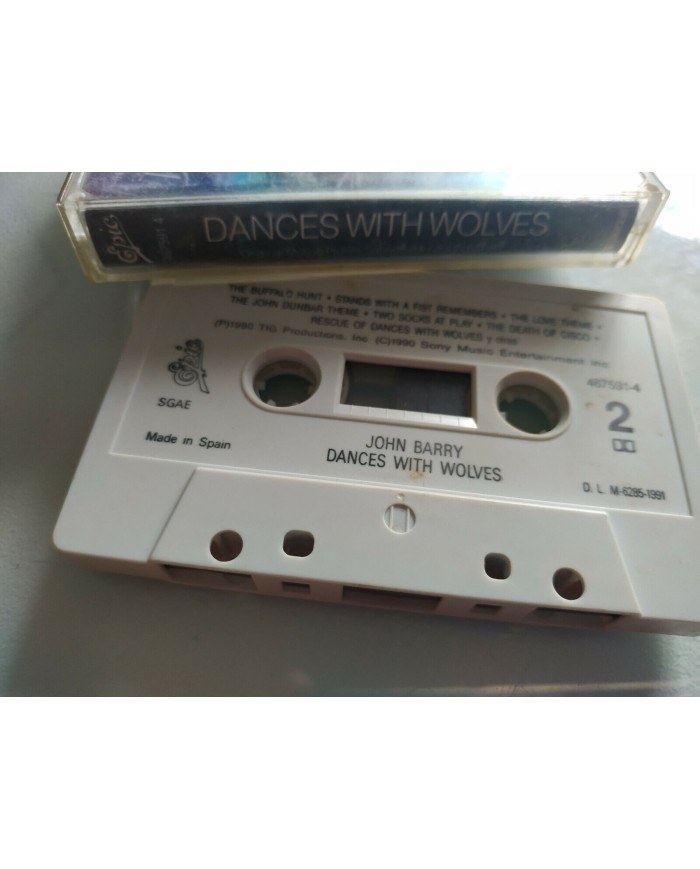 Epic
DANCES WITH WOLVES
THE BUFFALO HUNT • STANDS WITH A FIST REMEMBERS • THE LOVE THEME •
THE JOHN DUNBAR THEME • TWO SOCKS AT PLAY • THE DEATH OF CISCO •
RESCUE OF DANCES WITH WOLVES y otras
(P)1990 TIG Productions, Inc (C)1990 Sony Music Entertainment Inc
Epic
467591-4
SGAE
2
Made in Spain
JOHN BARRY
DANCES WITH WOLVES
D. L. M-6285-1991